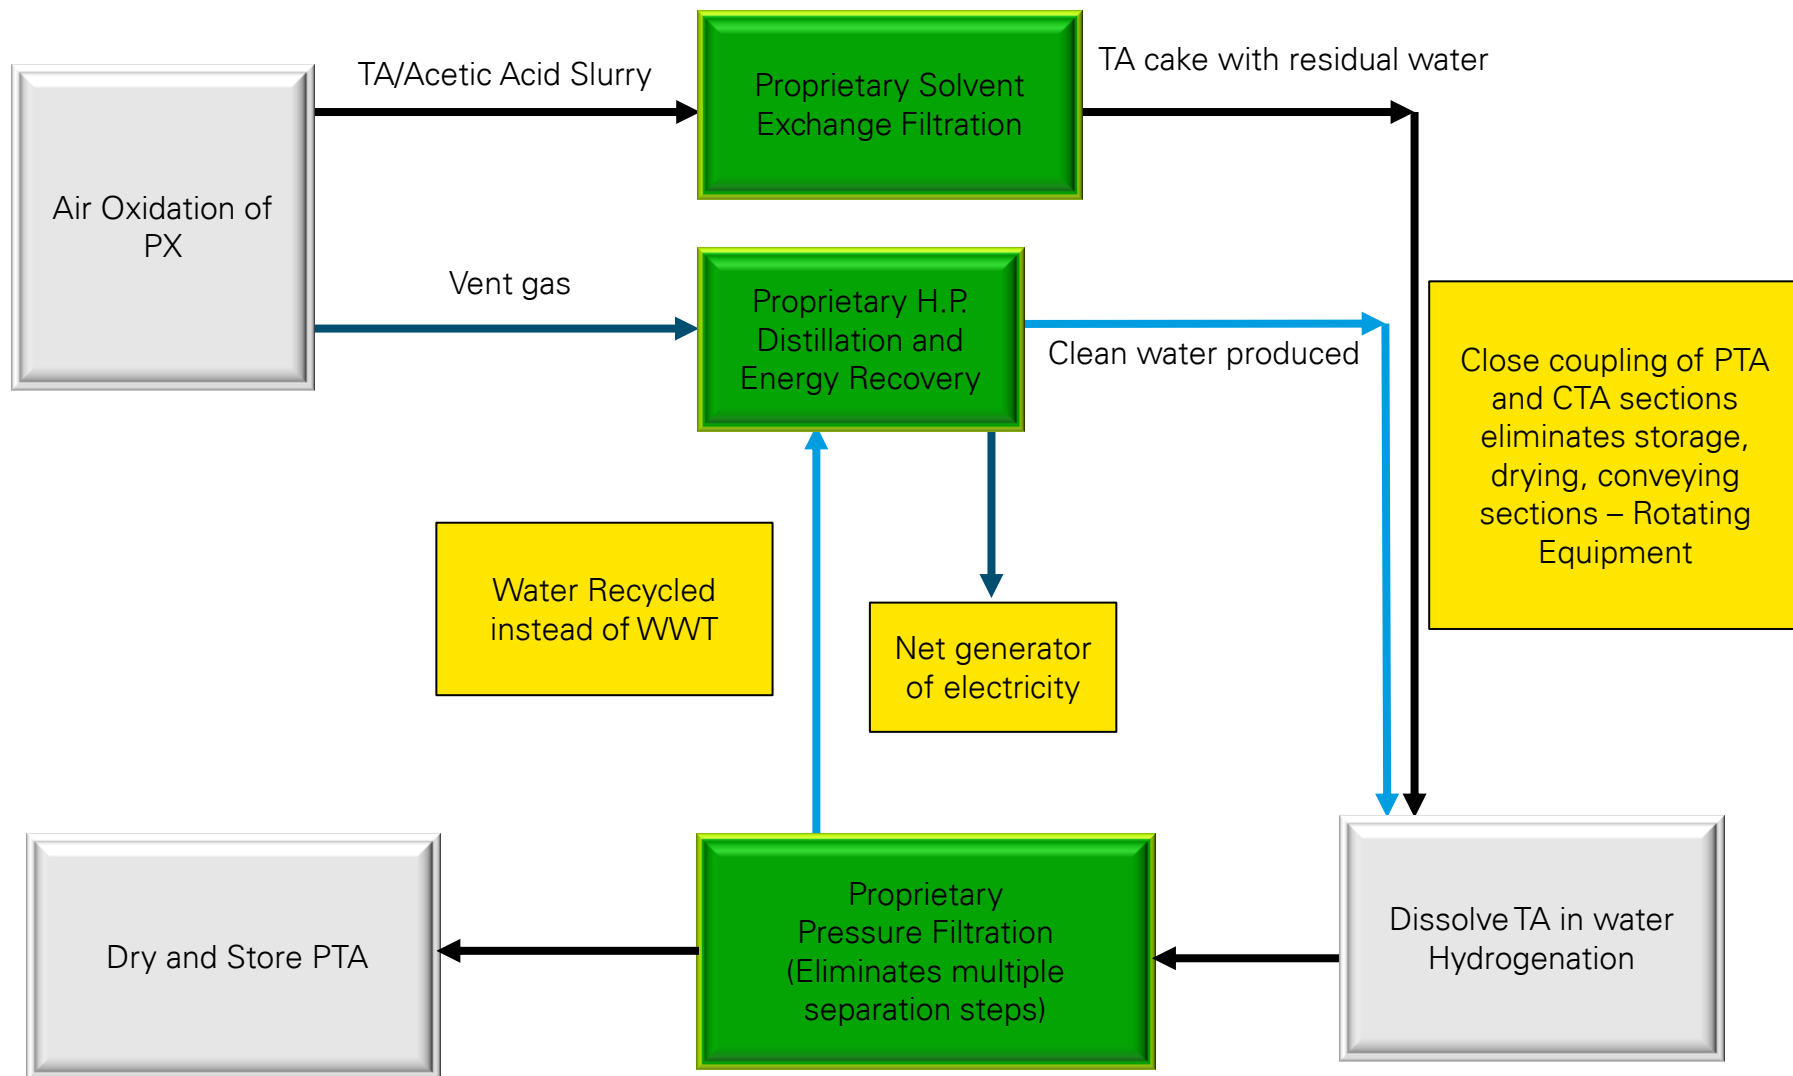 TA/Acetic Acid Slurry
Proprietary Solvent
Exchange Filtration
TA cake with residual water
Air Oxidation of
PX
Vent gas
Proprietary H.P.
Distillation and
Energy Recovery
Clean water produced
Close coupling of PTA
and CTA sections
eliminates storage,
drying, conveying
sections – Rotating
Equipment
Water Recycled
instead of WWT
Net generator
of electricity
Dry and Store PTA
Proprietary
Pressure Filtration
(Eliminates multiple
separation steps)
Dissolve TA in water
Hydrogenation